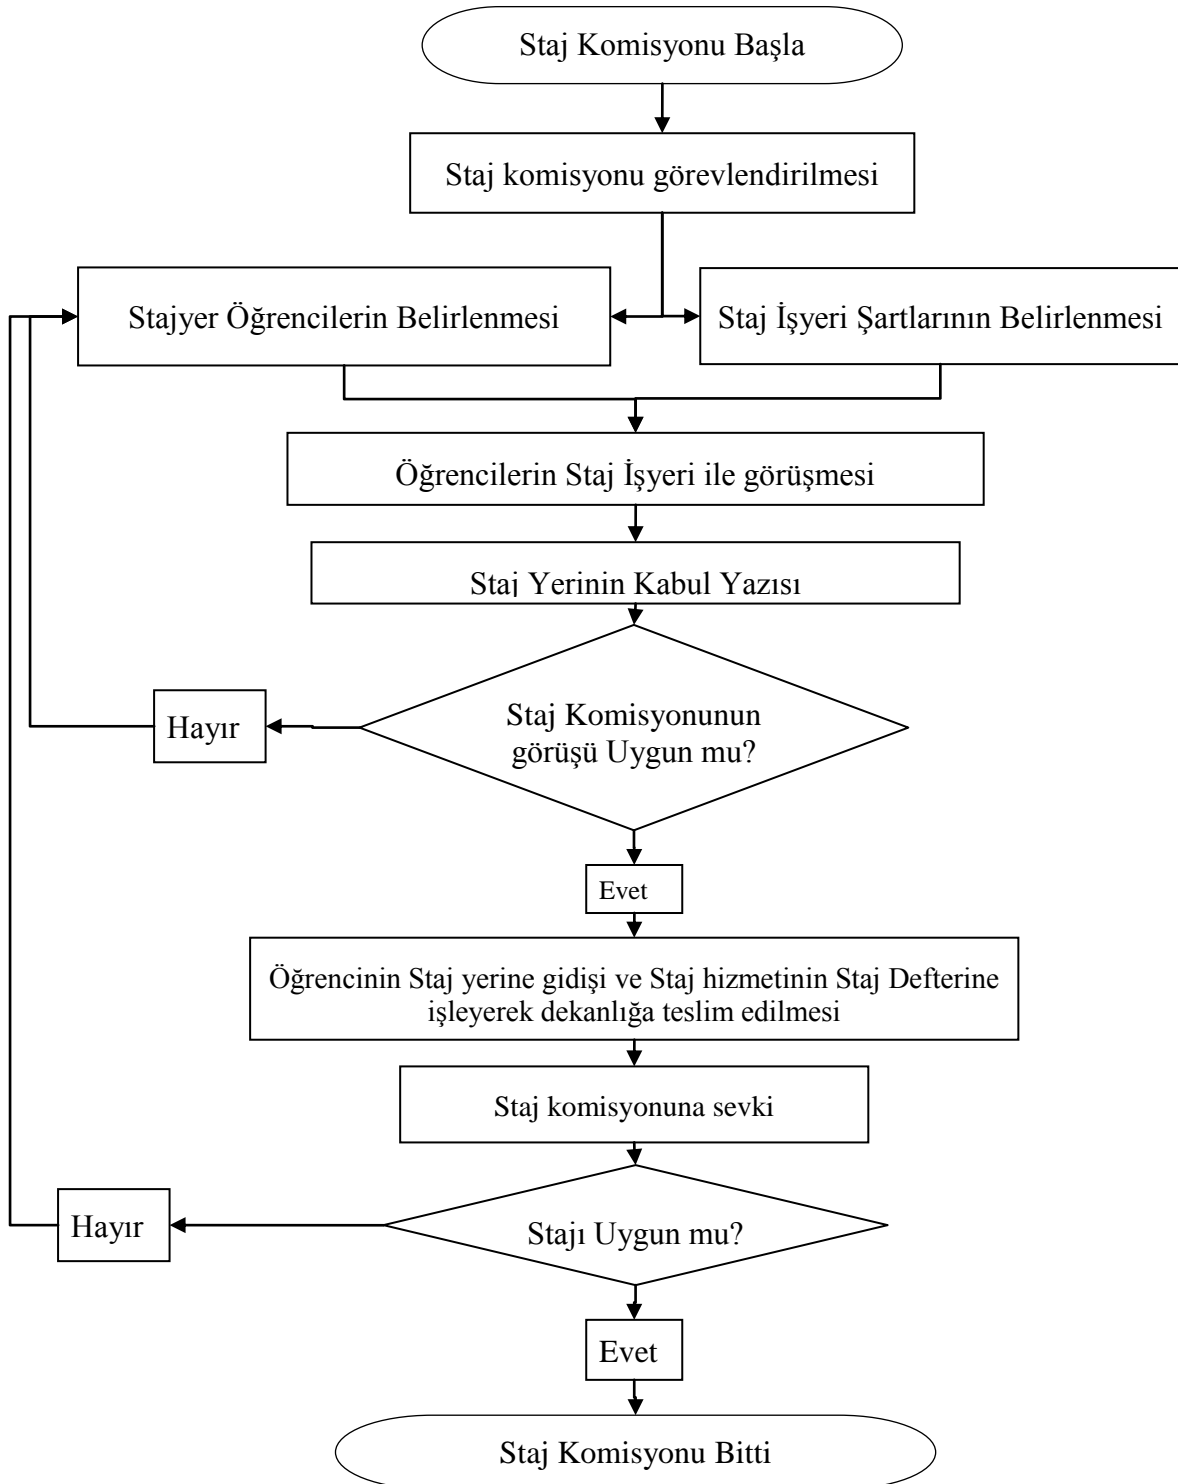 Staj Komisyonu Başla
Staj komisyonu görevlendirilmesi
Stajyer Öğrencilerin Belirlenmesi
Staj İşyeri Şartlarının Belirlenmesi
Öğrencilerin Staj İşyeri ile görüşmesi
Staj Yerinin Kabul Yazısı
Staj Komisyonunun
görüşü Uygun mu?
Hayır
Evet
Öğrencinin Staj yerine gidişi ve Staj hizmetinin Staj Defterine
işleyerek dekanlığa teslim edilmesi
Staj komisyonuna sevki
Stajı Uygun mu?
Hayır
Evet
Staj Komisyonu Bitti